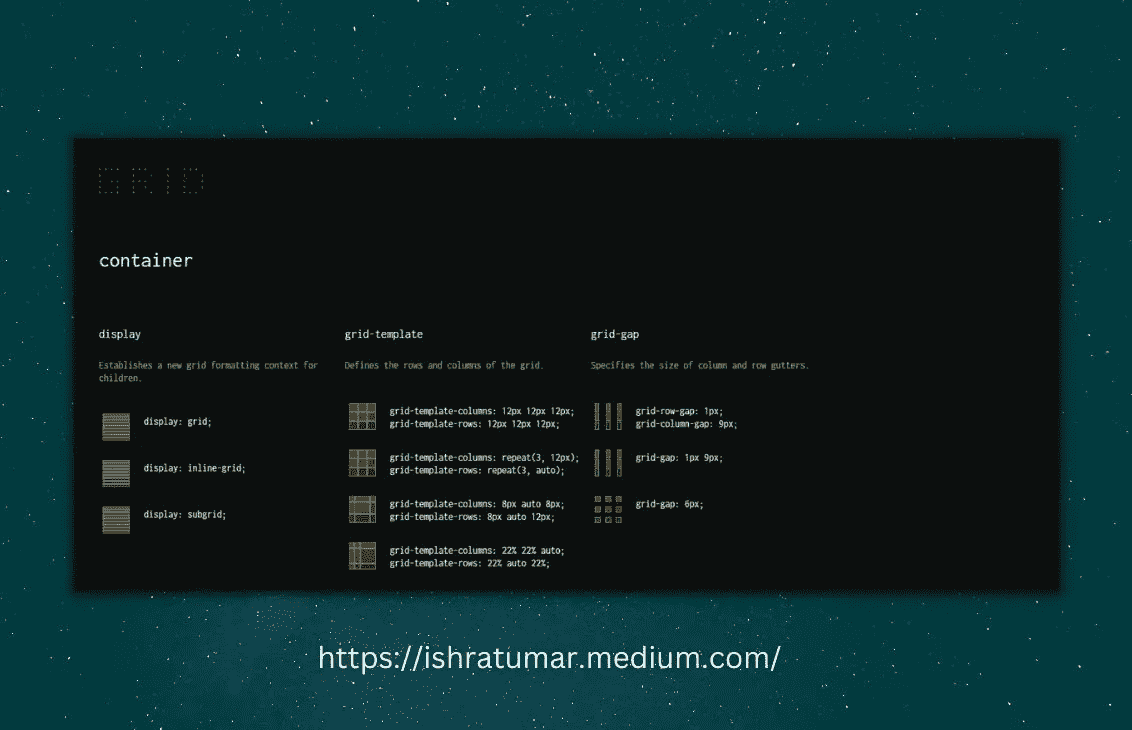 GRID
container
display
Establishes a new grid formatting context for
children.
display: grid;
display: inline-grid;
display: subgrid;
grid-template
Defines the rows and columns of the grid.
grid-template-columns: 12px 12px 12px;
grid-template-rows: 12px 12px 12px;
grid-template-columns: repeat(3, 12px);
grid-template-rows: repeat(3, auto);
grid-template-columns: 8px auto 8px;
grid-template-rows: 8px auto 12px;
grid-template-columns: 22% 22% auto;
grid-template-rows: 22% auto 22%;
grid-gap
Specifies the size of column and row gutters.
grid-row-gap: 1px;
grid-column-gap: 9px;
grid-gap: 1px 9px;
grid-gap: 6px;
https://ishratumar.medium.com/